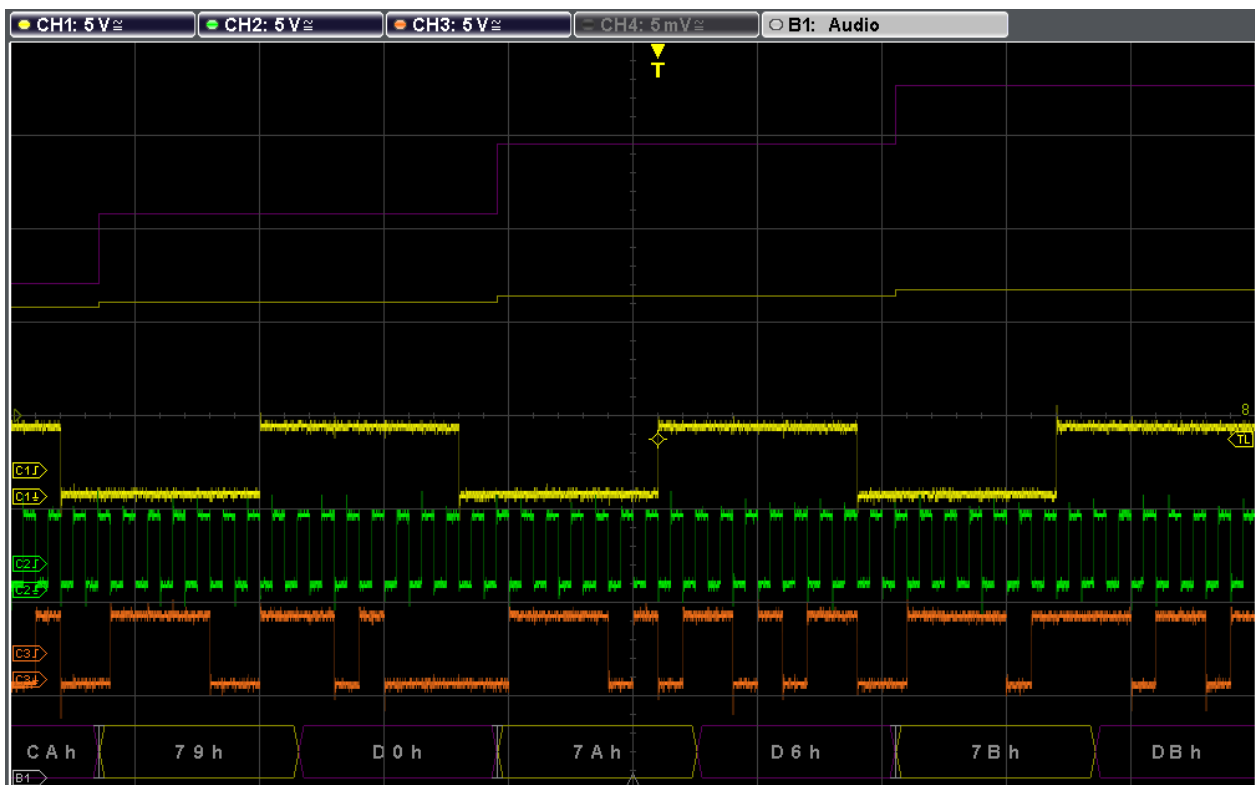 CH1: 5 V≅ CH2: 5 V≅ CH3: 5 V≅ CH4: 5 mV≅ B1: Audio
T
8
TL
C1
C1
C2
C2
C3
C3
CAh 79h D0h 7Ah D6h 7Bh DBh
B1